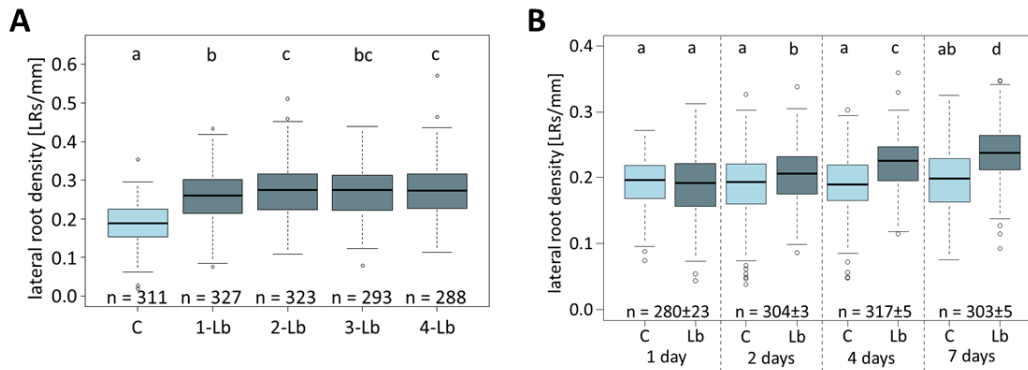 A
lateral root density [LRs/mm]
0.6
0.5
0.4
0.3
0.2
0.1
0.0
a b c bc c
n = 311 n = 327 n = 323 n = 293 n = 288
C 1-Lb 2-Lb 3-Lb 4-Lb
B
lateral root density [LRs/mm]
0.4
0.3
0.2
0.1
0.0
a a a b a c ab d
n = 280±23 n = 304±3 n = 317±5 n = 303±5
C Lb C Lb C Lb C Lb
1 day 2 days 4 days 7 days